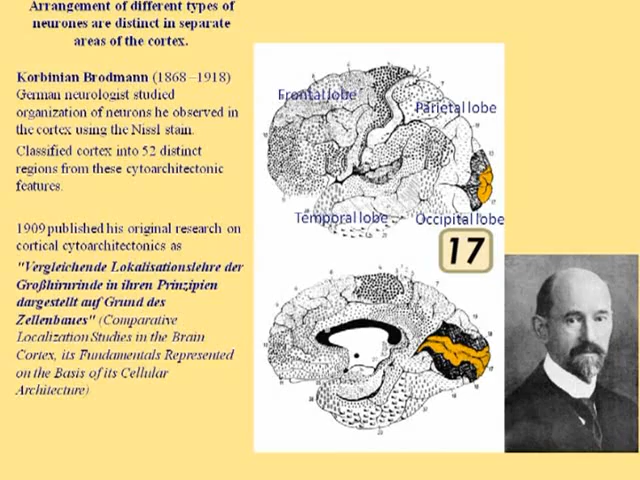 Arrangement of different types of
neurones are distinct in separate
areas of the cortex.
Korbinian Brodmann (1868 –1918)
German neurologist studied
organization of neurons he observed in
the cortex using the Nissl stain.
Classified cortex into 52 distinct
regions from these cytoarchitectonic
features.
1909 published his original research on
cortical cytoarchitectonics as
"Vergleichende Lokalisationslehre der
Großhirnrinde in ihren Prinzipien
dargestellt auf Grund des
Zellenbaues" (Comparative
Localization Studies in the Brain
Cortex, its Fundamentals Represented
on the Basis of its Cellular
Architecture)
Frontal lobe
Parietal lobe
Temporal lobe
Occipital lobe
17